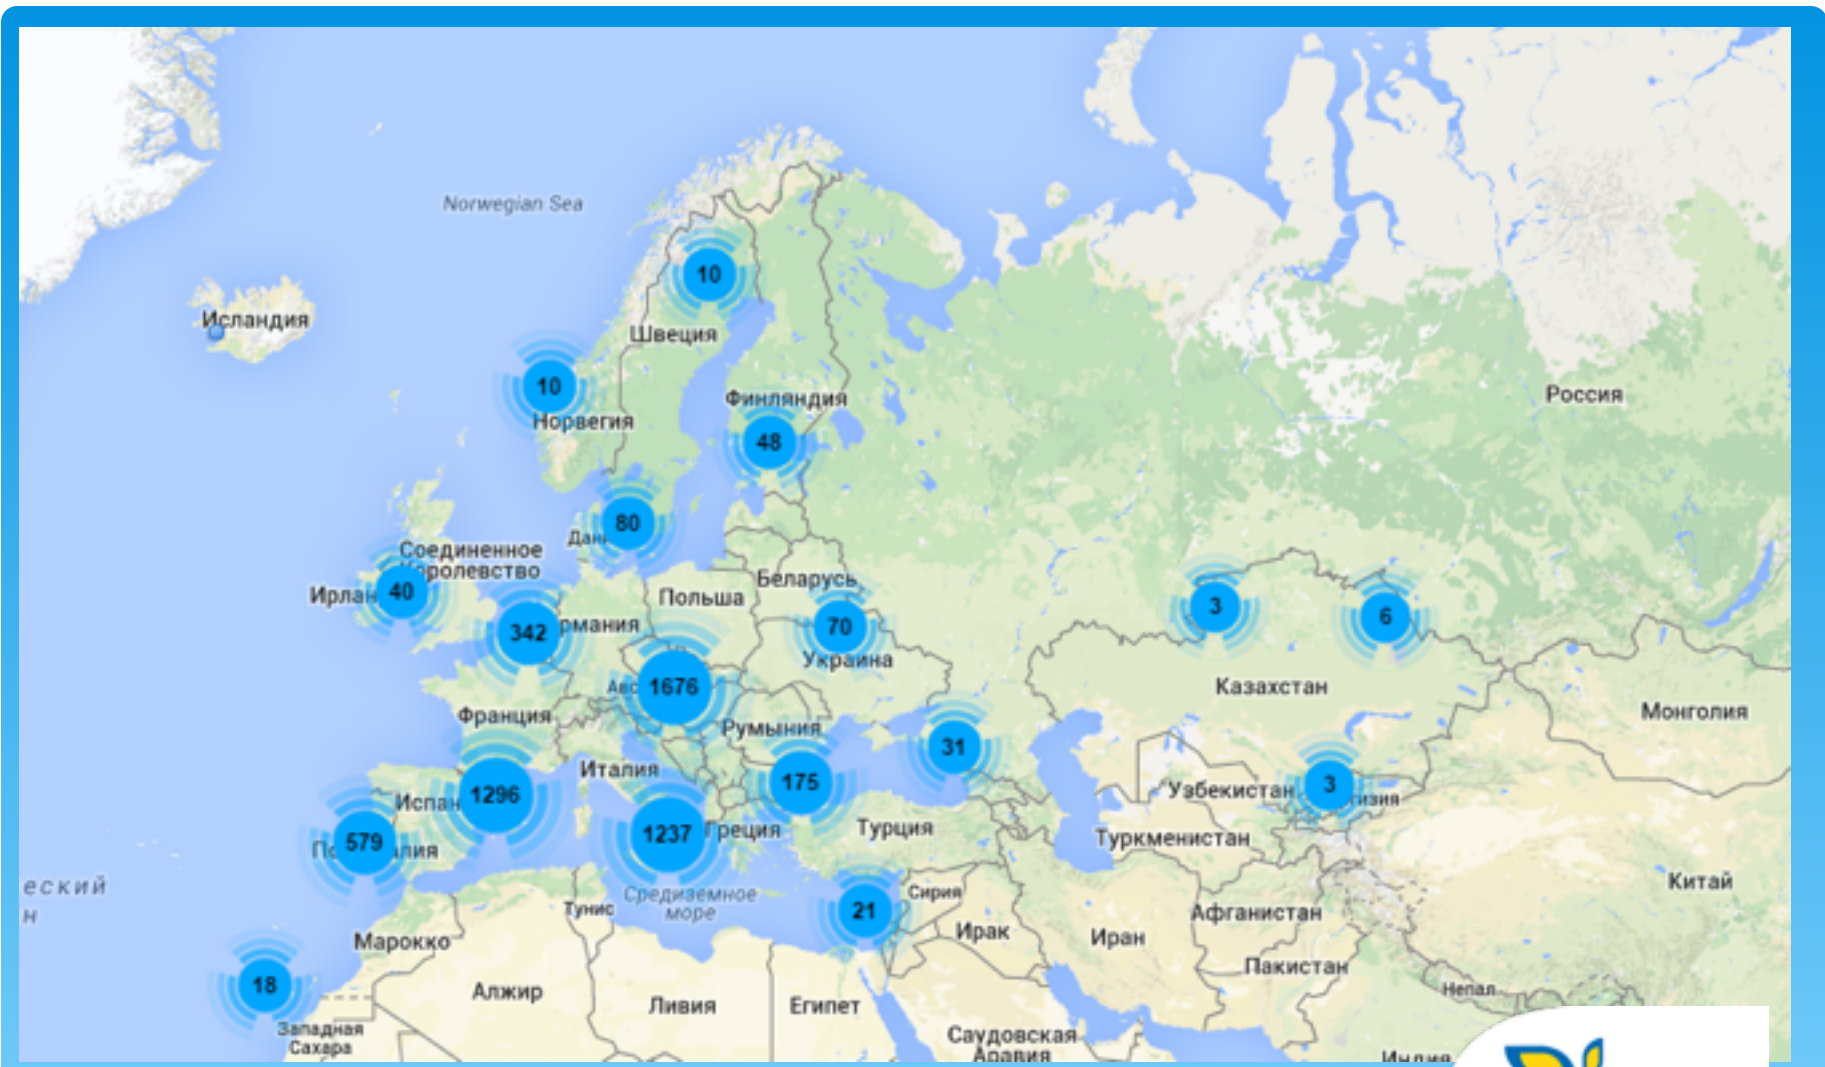 Norwegian Sea
10
Исландия
Швеция
10
Финляндия
Россия
Норвегия
48
80
Соединенное
Королевство
Беларусь
40
Польша
3
6
342
70
Украина
1676
Казахстан
Франция
Румыния
Монголия
31
Италия
175
1296
3
Узбекистан
579
1237
Греция
Турция
Туркменистан
Китай
Средиземное
море
Сирия
Тунис
21
Афганистан
Марокко
Ирак
Иран
Пакистан
18
Алжир
Ливия
Египет
Непал
Западная
Сахара
Саудовская
Аравия
Индия